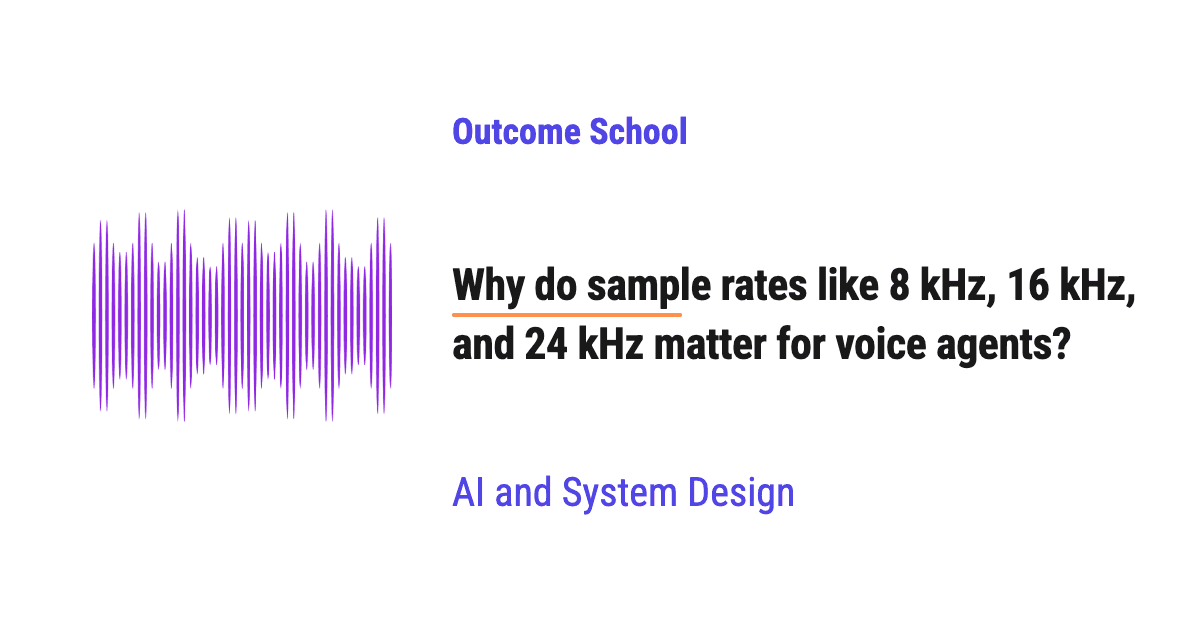 Outcome School
Why do sample rates like 8 kHz, 16 kHz,
and 24 kHz matter for voice agents?
AI and System Design